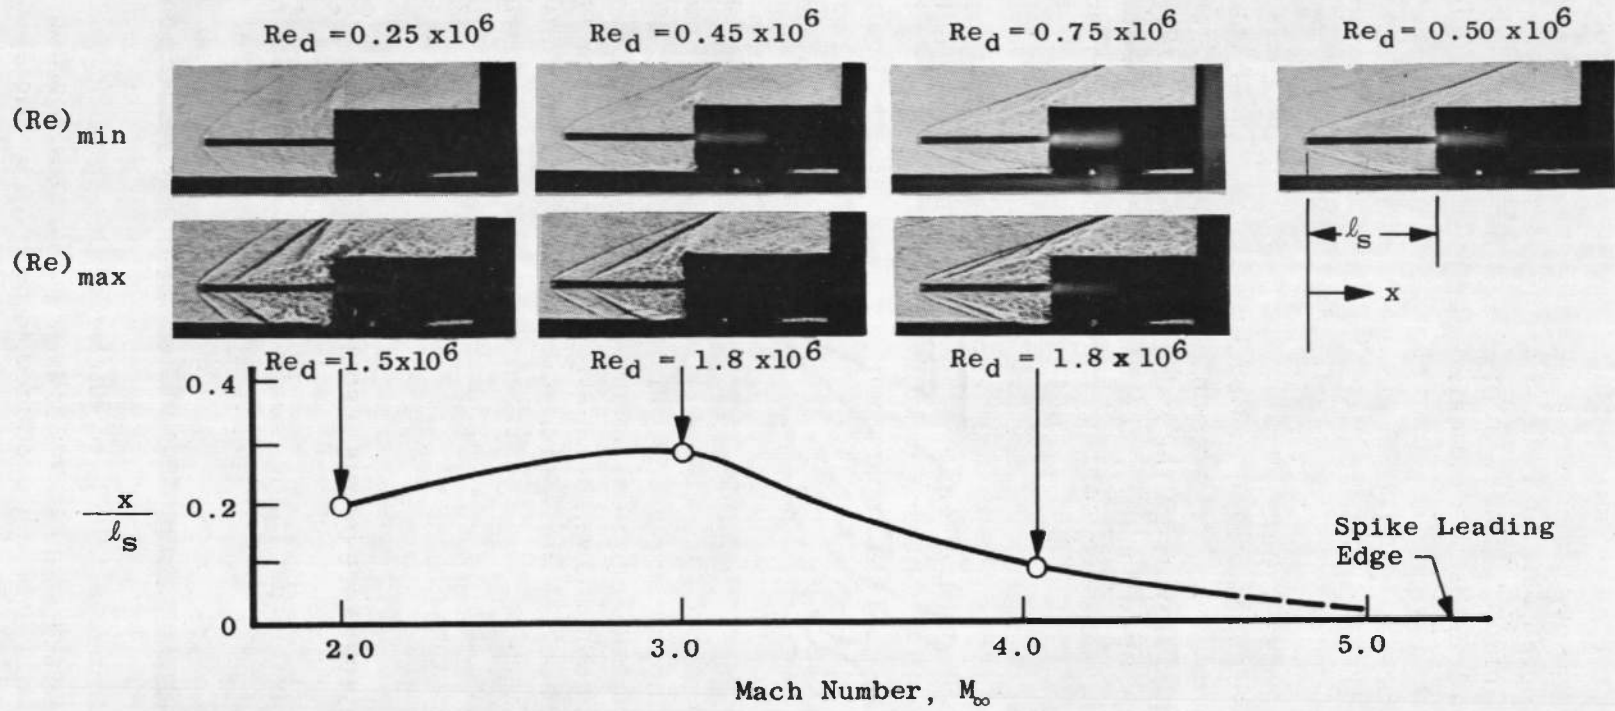 Re_d = 0.25 x10^6
Re_d = 0.45 x10^6
Re_d = 0.75 x10^6
Re_d = 0.50 x10^6
(Re)min
(Re)max
ℓ_s
x
Re_d = 1.5x10^6
Re_d = 1.8 x10^6
Re_d = 1.8 x 10^6
0.4
0.2
0
x
ℓ_s
Spike Leading
Edge
2.0
3.0
4.0
5.0
Mach Number, M_∞